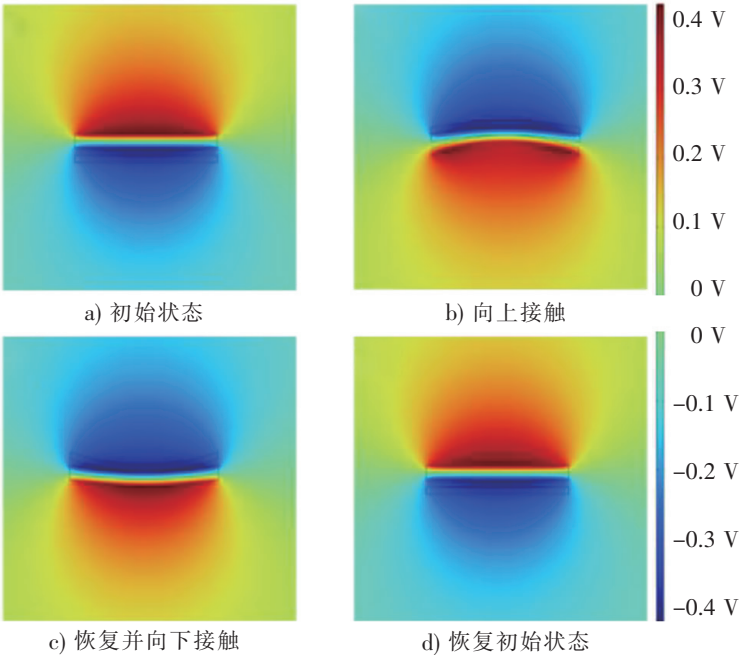 0.4 V
0.3 V
0.2 V
0.1 V
0 V
a) 初始状态
b) 向上接触
0 V
−0.1 V
−0.2 V
−0.3 V
−0.4 V
c) 恢复并向下接触
d) 恢复初始状态